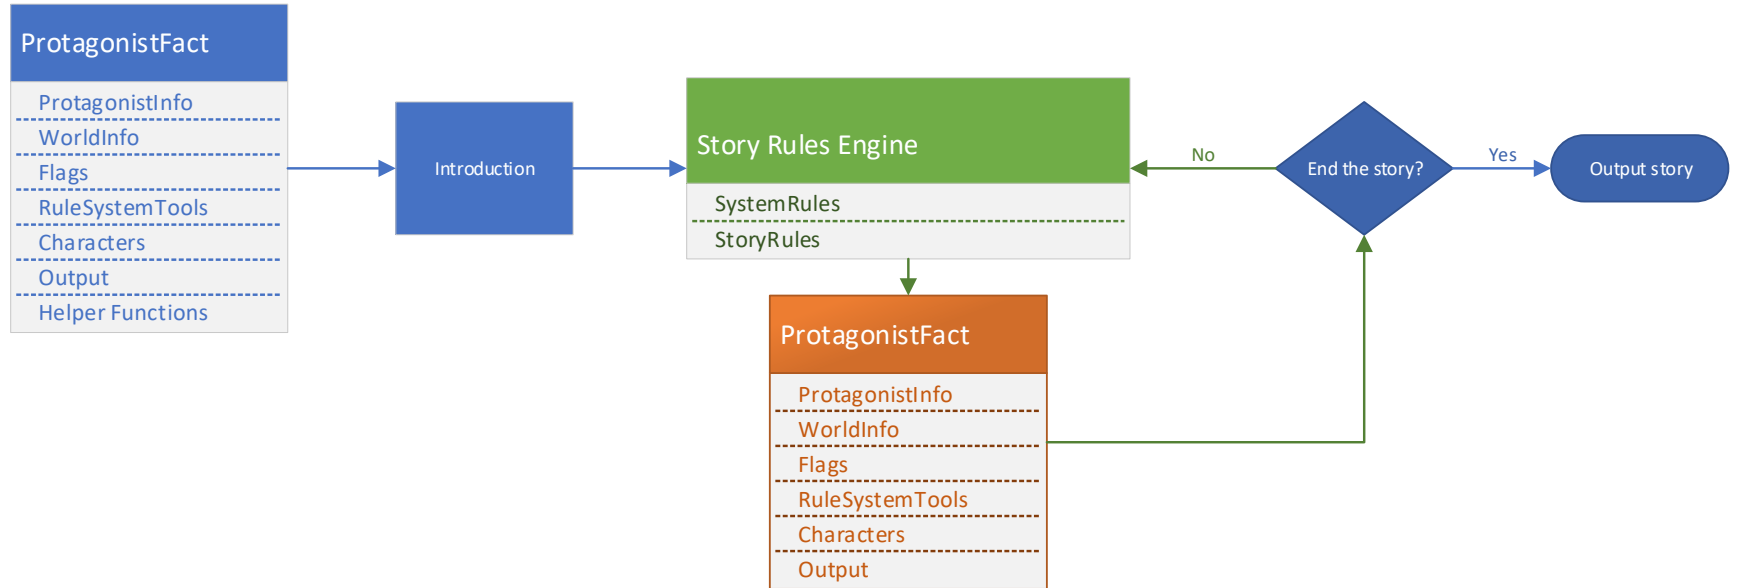 ProtagonistFact
ProtagonistInfo
WorldInfo
Flags
RuleSystemTools
Characters
Output
Helper Functions
Introduction
Story Rules Engine
SystemRules
StoryRules
No
End the story?
Yes
Output story
ProtagonistFact
ProtagonistInfo
WorldInfo
Flags
RuleSystemTools
Characters
Output